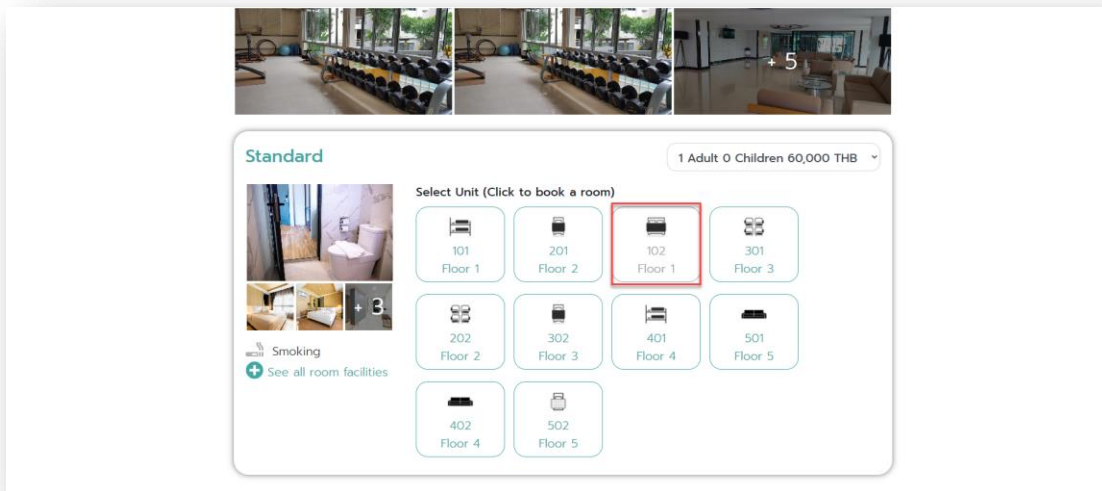 + 5
Standard
1 Adult 0 Children 60,000 THB
Select Unit (Click to book a room)
101
Floor 1
201
Floor 2
102
Floor 1
301
Floor 3
+ 3
Smoking
See all room facilities
202
Floor 2
302
Floor 3
401
Floor 4
501
Floor 5
402
Floor 4
502
Floor 5